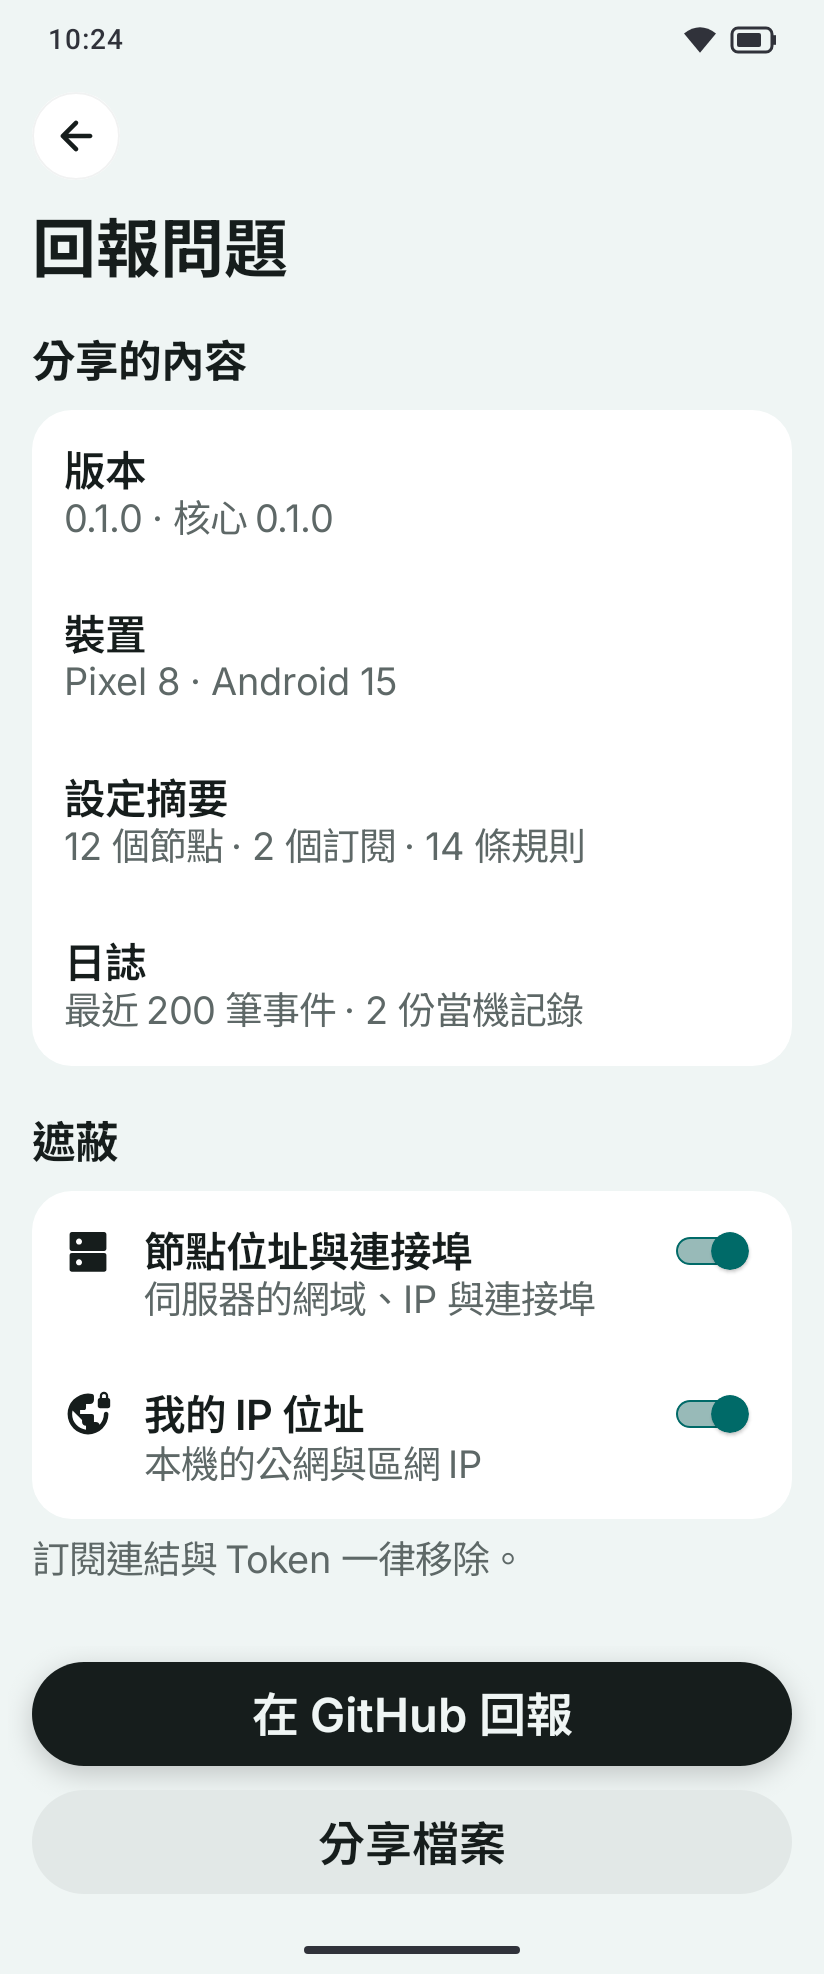 10:24
回報問題
分享的內容
版本
0.1.0 · 核心 0.1.0
裝置
Pixel 8 · Android 15
設定摘要
12 個節點 · 2 個訂閱 · 14 條規則
日誌
最近 200 筆事件 · 2 份當機記錄
遮蔽
節點位址與連接埠
伺服器的網域、IP 與連接埠
我的 IP 位址
本機的公網與區網 IP
訂閱連結與 Token 一律移除。
在 GitHub 回報
分享檔案